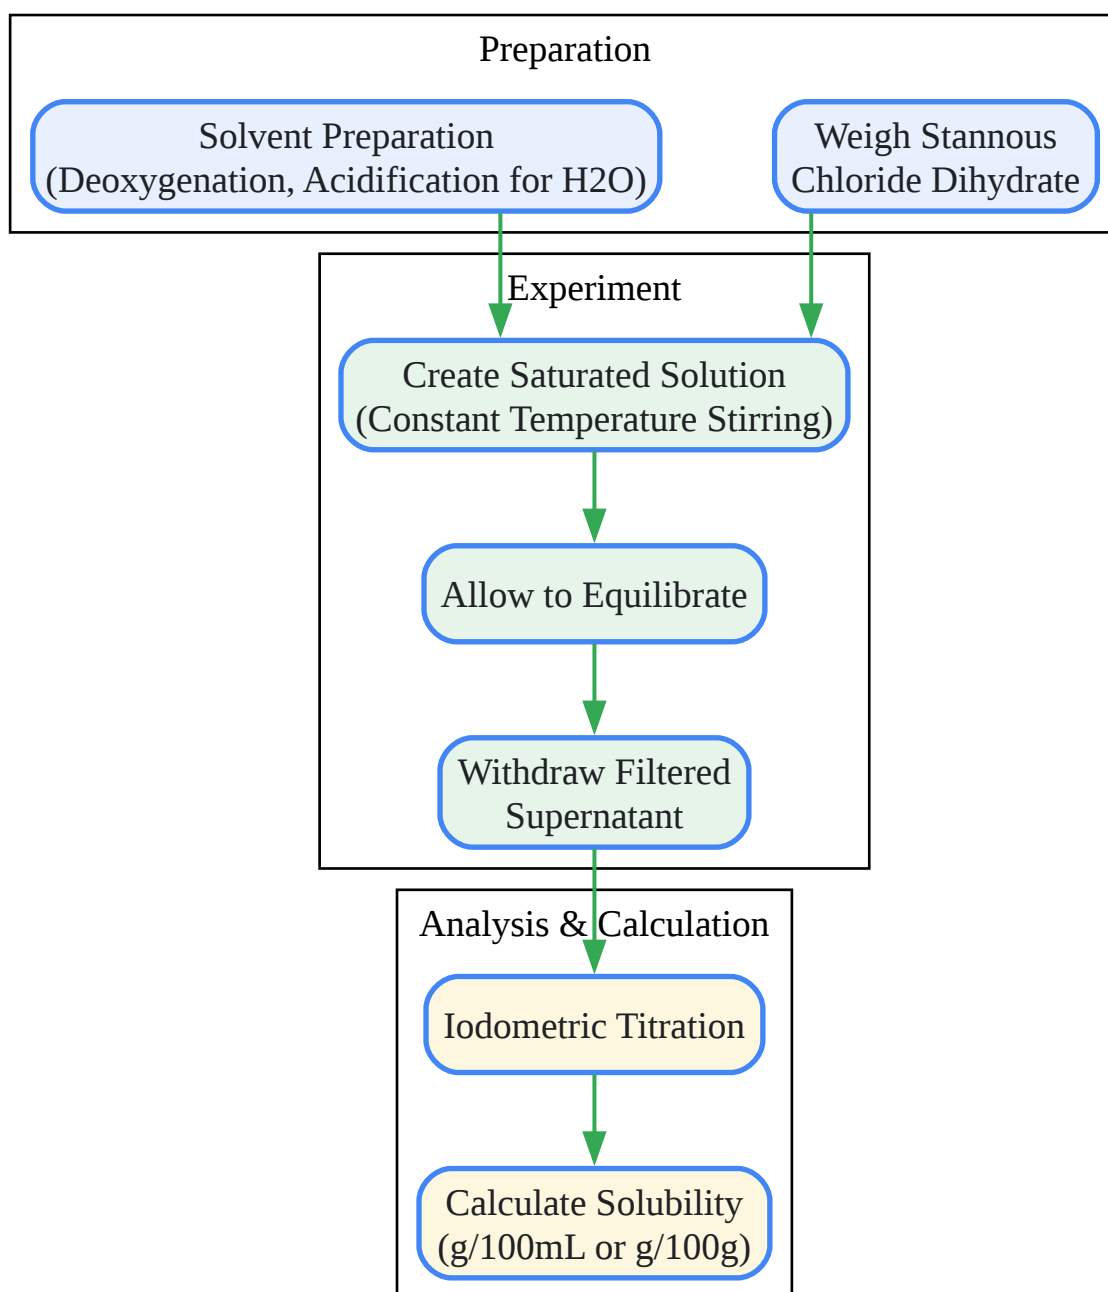 Preparation
Solvent Preparation
(Deoxygenation, Acidification for H2O)
Weigh Stannous
Chloride Dihydrate
Experiment
Create Saturated Solution
(Constant Temperature Stirring)
Allow to Equilibrate
Withdraw Filtered
Supernatant
Analysis & Calculation
Iodometric Titration
Calculate Solubility
(g/100mL or g/100g)